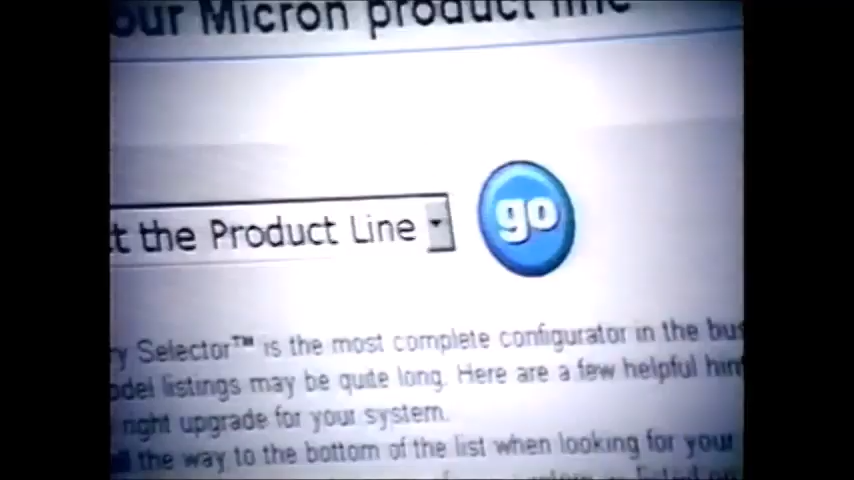 our Micron product line
t the Product Line
go
ry Selector™ is the most complete configurator in the bus
odel listings may be quite long. Here are a few helpful hin
right upgrade for your system.
the way to the bottom of the list when looking for your